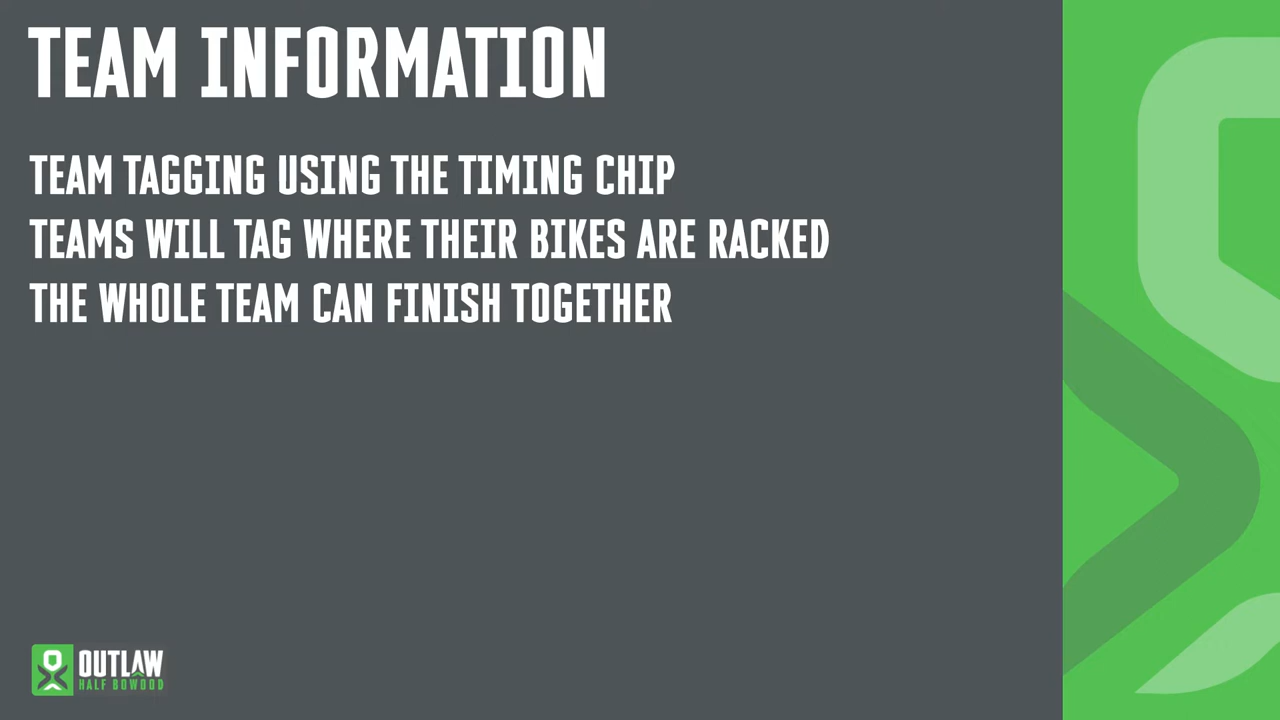 TEAM INFORMATION
TEAM TAGGING USING THE TIMING CHIP
TEAMS WILL TAG WHERE THEIR BIKES ARE RACKED
THE WHOLE TEAM CAN FINISH TOGETHER
OUTLAW
HALF BOWOOD